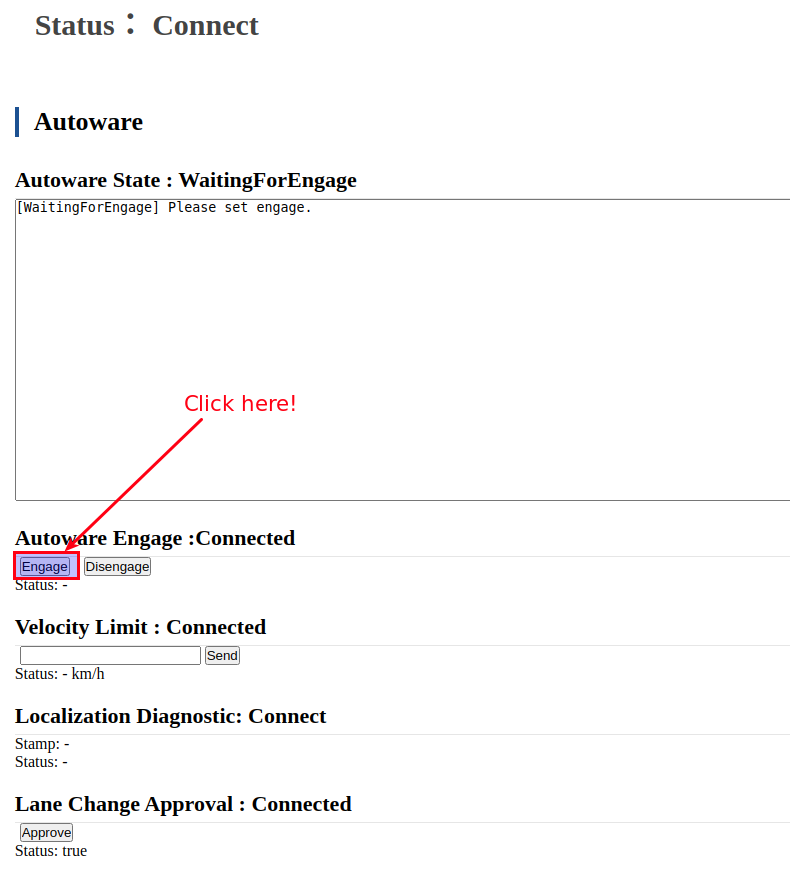 Status： Connect
Autoware
Autoware State : WaitingForEngage
[WaitingForEngage] Please set engage.
Click here!
Autoware Engage :Connected
Engage Disengage
Status: -
Velocity Limit : Connected
Send
Status: - km/h
Localization Diagnostic: Connect
Stamp: -
Status: -
Lane Change Approval : Connected
Approve
Status: true